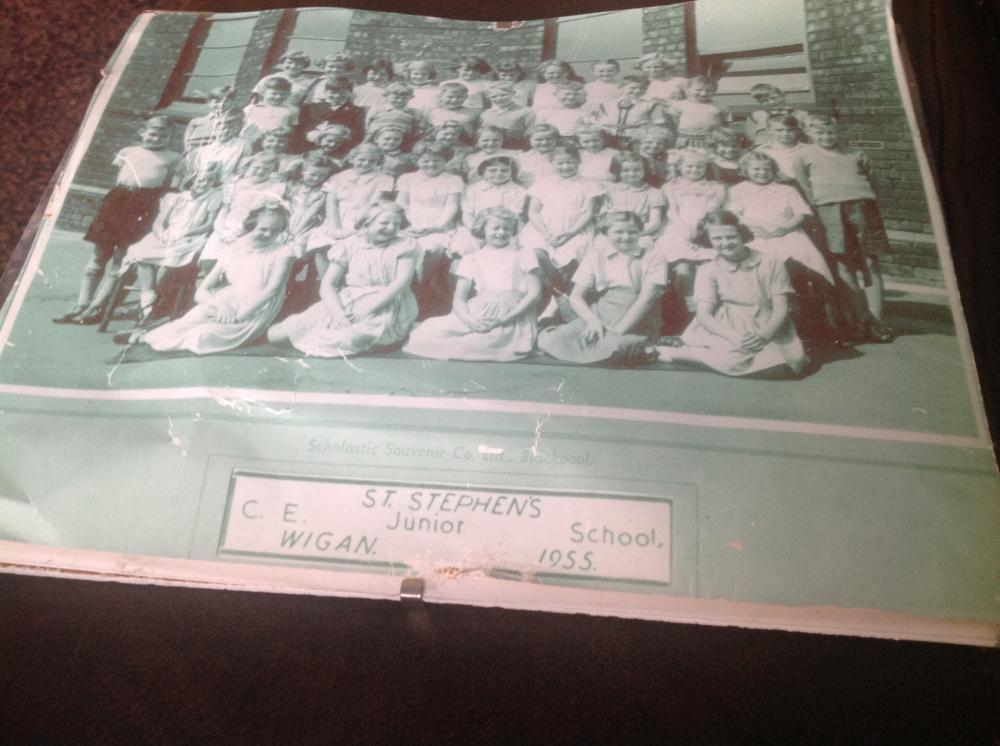 Scholastic Souvenir Co. Ltd., Blackpool.
ST. STEPHEN'S
C. E. Junior School,
WIGAN. 1955.